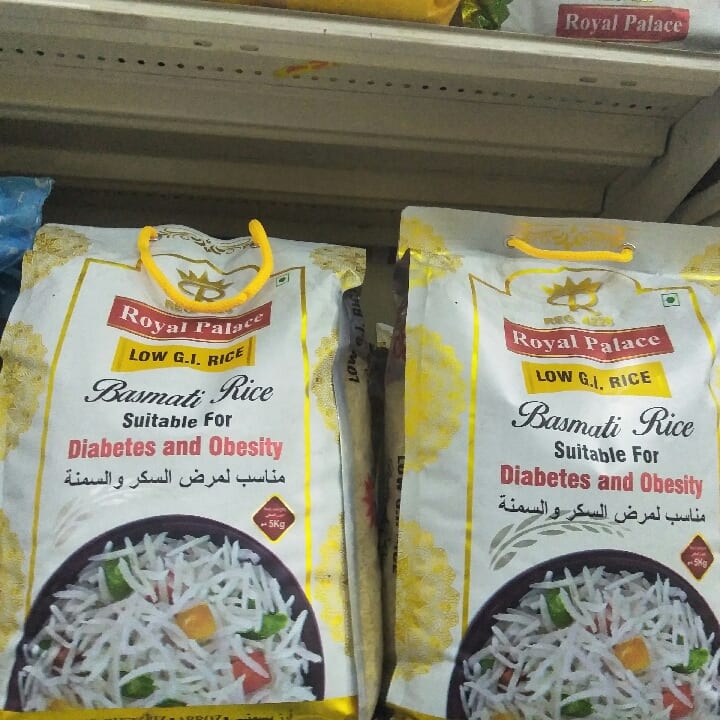 Royal Palace
Royal Palace
LOW G.I. RICE
Basmati Rice
Suitable For
Diabetes and Obesity
مناسب لمرض السكر والسمنة
5Kg
Royal Palace
LOW G.I. RICE
Basmati Rice
Suitable For
Diabetes and Obesity
مناسب لمرض السكر والسمنة
5Kg